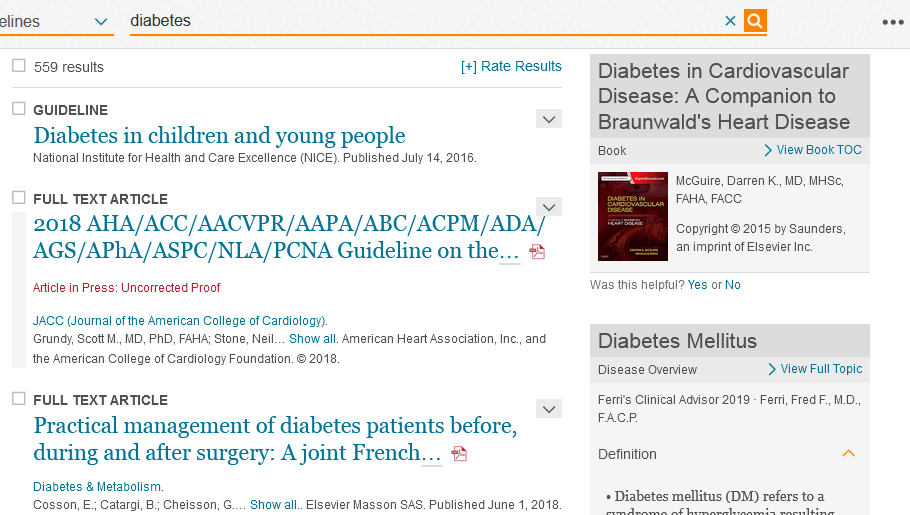 elines
diabetes
559 results
[+] Rate Results
GUIDELINE
Diabetes in children and young people
National Institute for Health and Care Excellence (NICE). Published July 14, 2016.
FULL TEXT ARTICLE
2018 AHA/ACC/AACVPR/AAPA/ABC/ACPM/ADA/
AGS/APhA/ASPC/NLA/PCNA Guideline on the...
Article in Press: Uncorrected Proof
JACC (Journal of the American College of Cardiology).
Grundy, Scott M., MD, PhD, FAHA; Stone, Neil... Show all. American Heart Association, Inc., and
the American College of Cardiology Foundation. © 2018.
FULL TEXT ARTICLE
Practical management of diabetes patients before,
during and after surgery: A joint French...
Diabetes & Metabolism.
Cosson, E.; Catargi, B.; Cheisson, G.... Show all.. Elsevier Masson SAS. Published June 1, 2018.
Diabetes in Cardiovascular
Disease: A Companion to
Braunwald's Heart Disease
Book
View Book TOC
DIABETES IN
CARDIOVASCULAR
DISEASE
McGuire, Darren K., MD, MHSc,
FAHA, FACC
Copyright © 2015 by Saunders,
an imprint of Elsevier Inc.
Was this helpful? Yes or No
Diabetes Mellitus
Disease Overview
View Full Topic
Ferri's Clinical Advisor 2019 · Ferri, Fred F., M.D.,
F.A.C.P.
Definition
• Diabetes mellitus (DM) refers to a
syndrome of hyperglycemia resulting